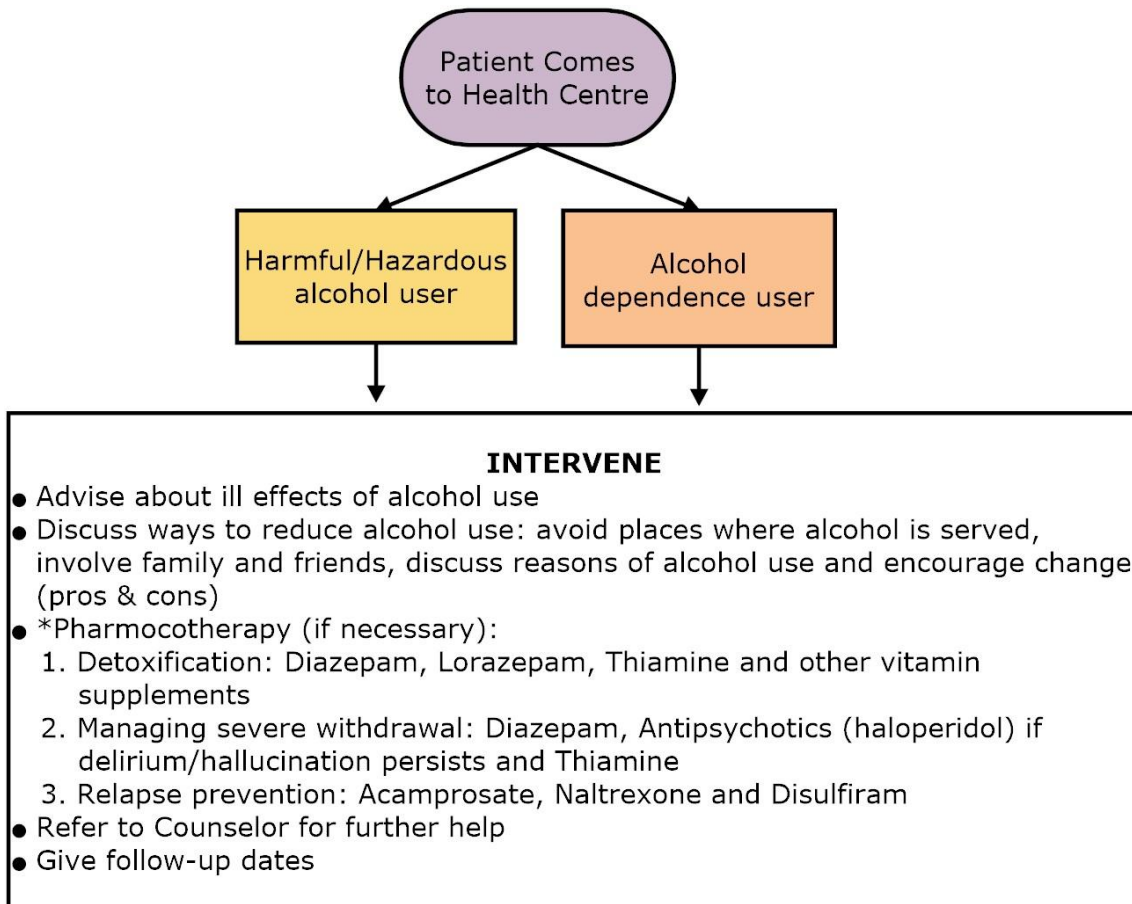 Patient Comes
to Health Centre
Harmful/Hazardous
alcohol user
Alcohol
dependence user
INTERVENE
● Advise about ill effects of alcohol use
● Discuss ways to reduce alcohol use: avoid places where alcohol is served,
involve family and friends, discuss reasons of alcohol use and encourage change
(pros & cons)
● *Pharmocotherapy (if necessary):
1. Detoxification: Diazepam, Lorazepam, Thiamine and other vitamin
supplements
2. Managing severe withdrawal: Diazepam, Antipsychotics (haloperidol) if
delirium/hallucination persists and Thiamine
3. Relapse prevention: Acamprosate, Naltrexone and Disulfiram
● Refer to Counselor for further help
● Give follow-up dates